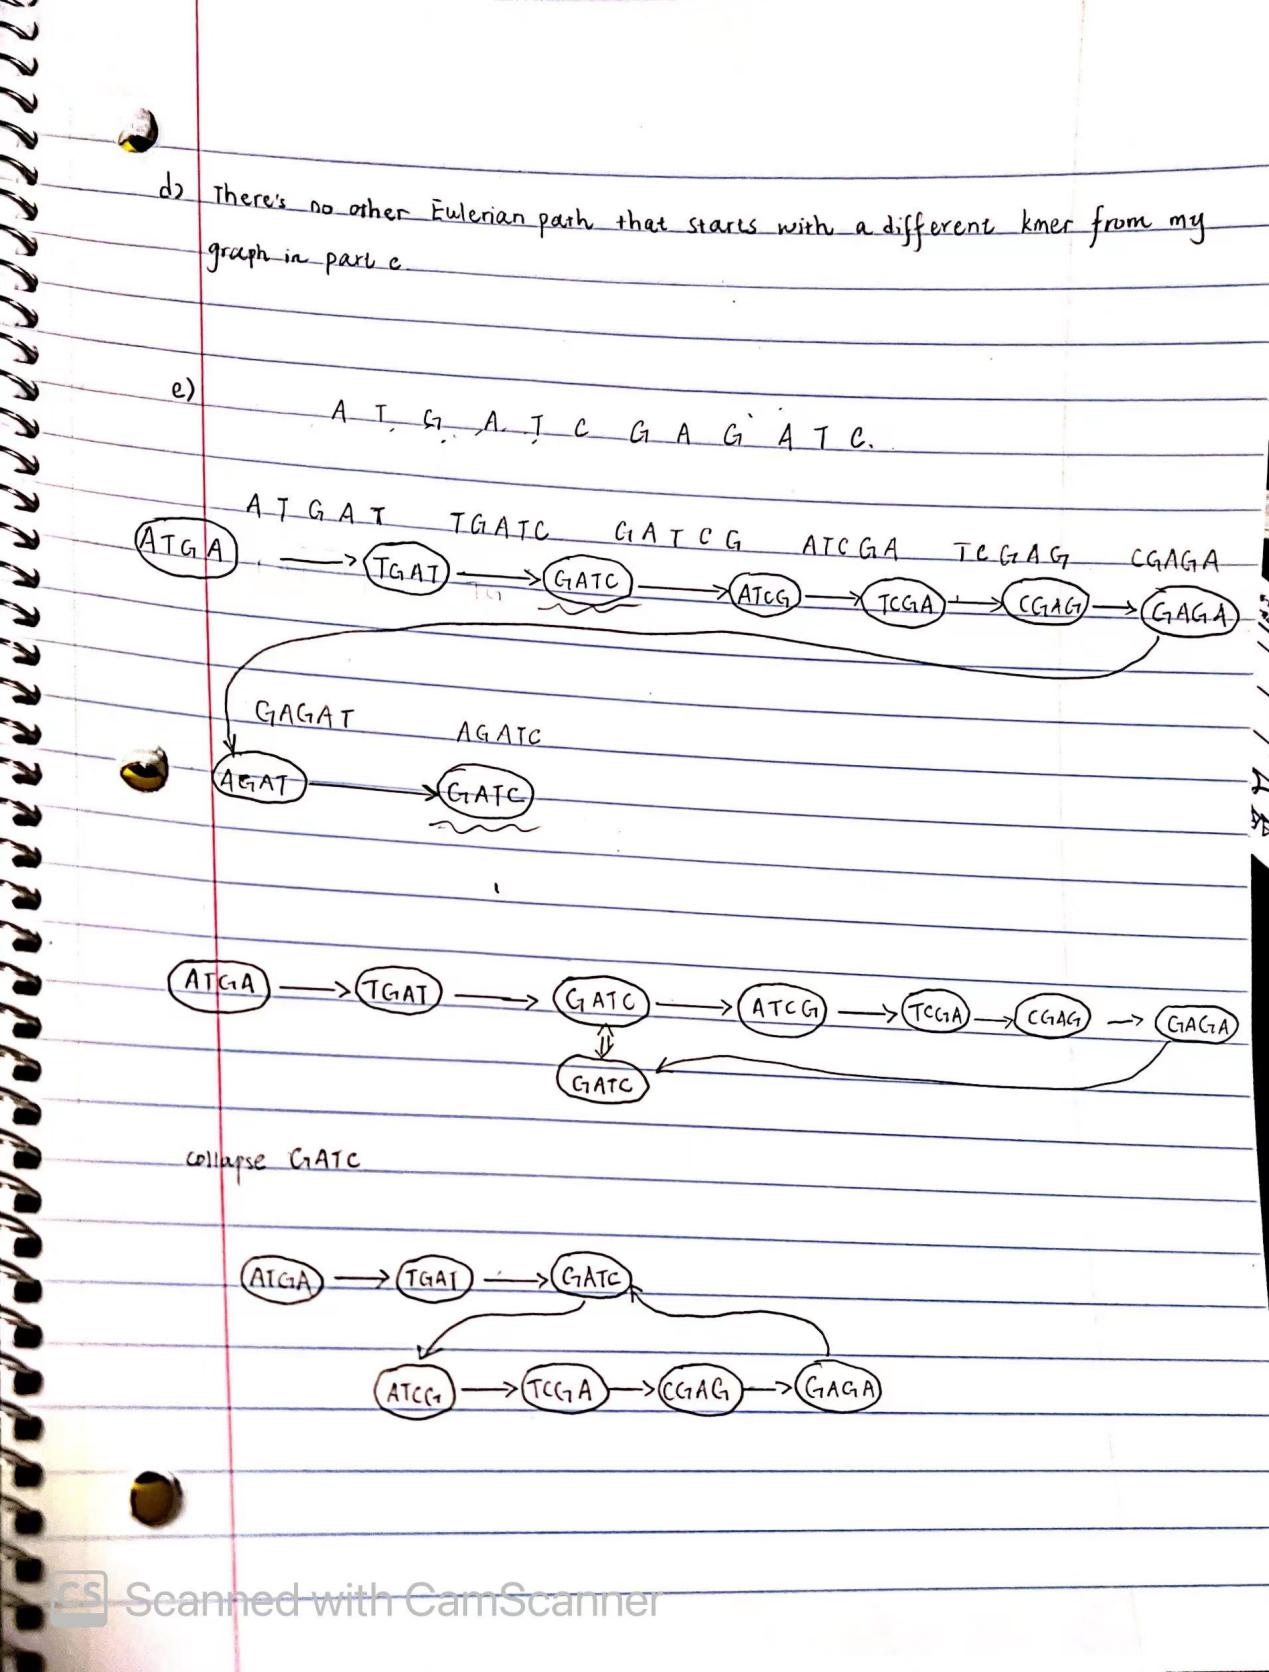 d) There's no other Eulerian path that starts with a different kmer from my
graph in part c.
e)
A T G A T C G A G A T C.
ATGAT TGATC GATCG ATCGA TCGAG CGAGA
ATGA TGAT GATC ATCG TCGA CGAG GAGA
GAGAT AGATC
AGAT GATC
ATGA TGAT GATC ATCG TCGA CGAG GAGA
GATC
collapse GATC
ATGA TGAT GATC
ATCG TCGA CGAG GAGA
CS Scanned with CamScanner